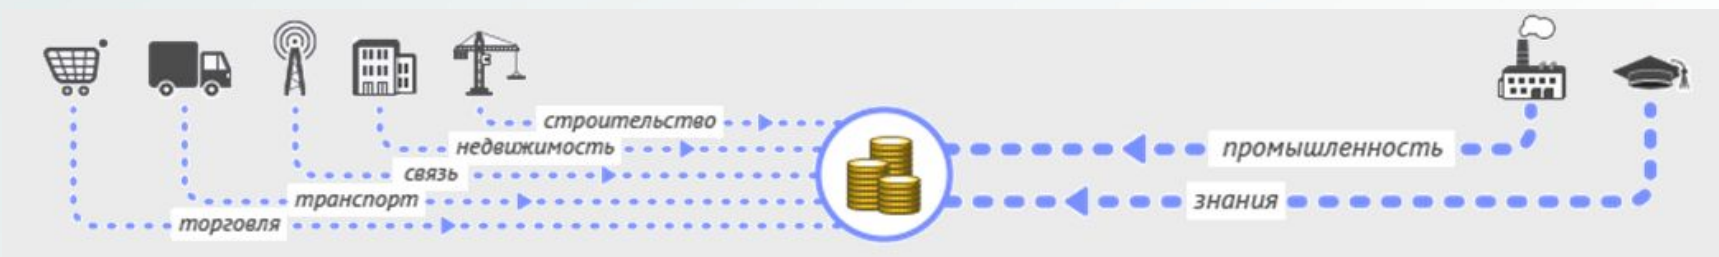 строительство
недвижимость
промышленность
связь
транспорт
знания
торговля